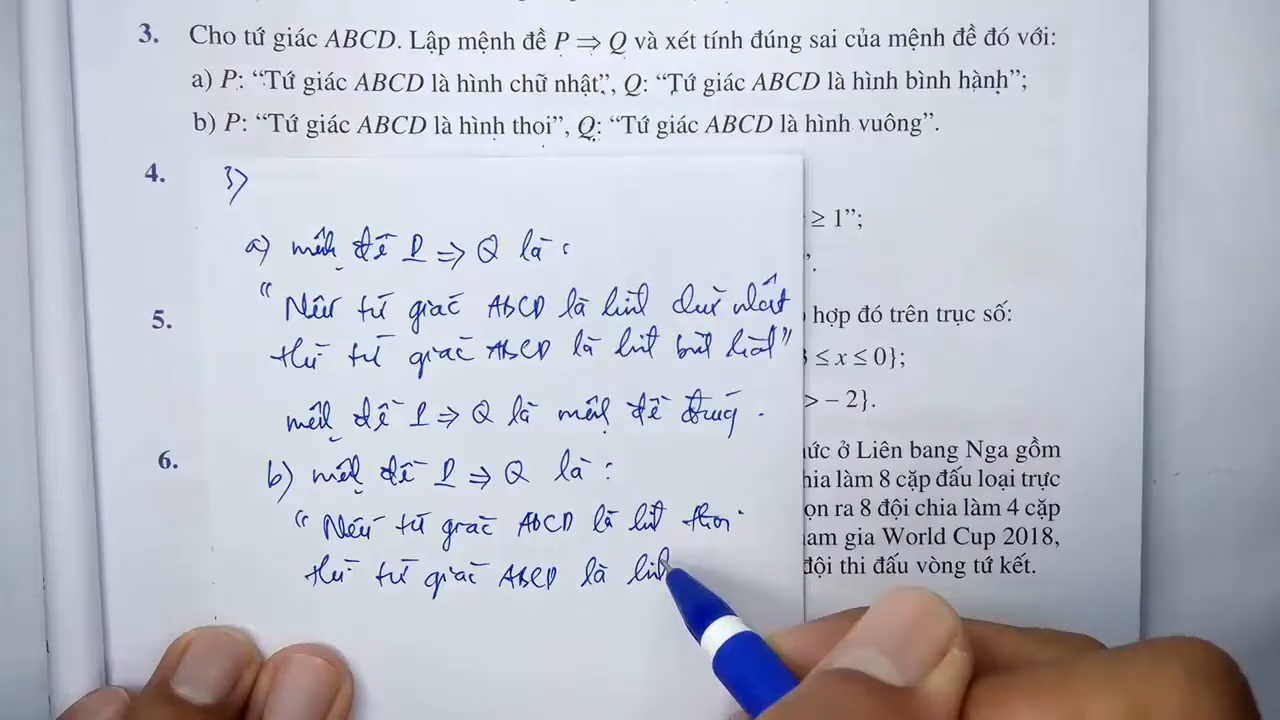 3. Cho tứ giác ABCD. Lập mệnh đề P ⇒ Q và xét tính đúng sai của mệnh đề đó với:
a) P: “Tứ giác ABCD là hình chữ nhật”, Q: “Tứ giác ABCD là hình bình hành”;
b) P: “Tứ giác ABCD là hình thoi”, Q: “Tứ giác ABCD là hình vuông”.
4.
3)
≥ 1”;
a) mệnh đề P ⇒ Q là :
”.
“Nếu tứ giác ABCD là hình chữ nhật
5.
hợp đó trên trục số:
thì tứ giác ABCD là hình bình hành”
≤ x ≤ 0};
> – 2}.
mệnh đề P ⇒ Q là mệnh đề đúng .
6.
ức ở Liên bang Nga gồm
b) mệnh đề P ⇒ Q là :
hia làm 8 cặp đấu loại trực
ọn ra 8 đội chia làm 4 cặp
“Nếu tứ giác ABCD là hình thoi
am gia World Cup 2018,
đội thi đấu vòng tứ kết.
thì tứ giác ABCD là hình